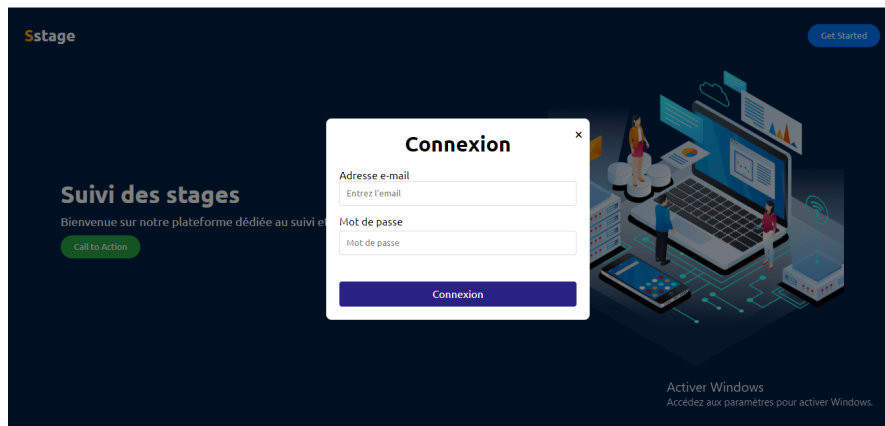 Sstage
Get Started
Connexion
×
Adresse e-mail
Entrez l'email
Suivi des stages
Bienvenue sur notre plateforme dédiée au suivi et
Mot de passe
Call to Action
Mot de passe
Connexion
Activer Windows
Accédez aux paramètres pour activer Windows.